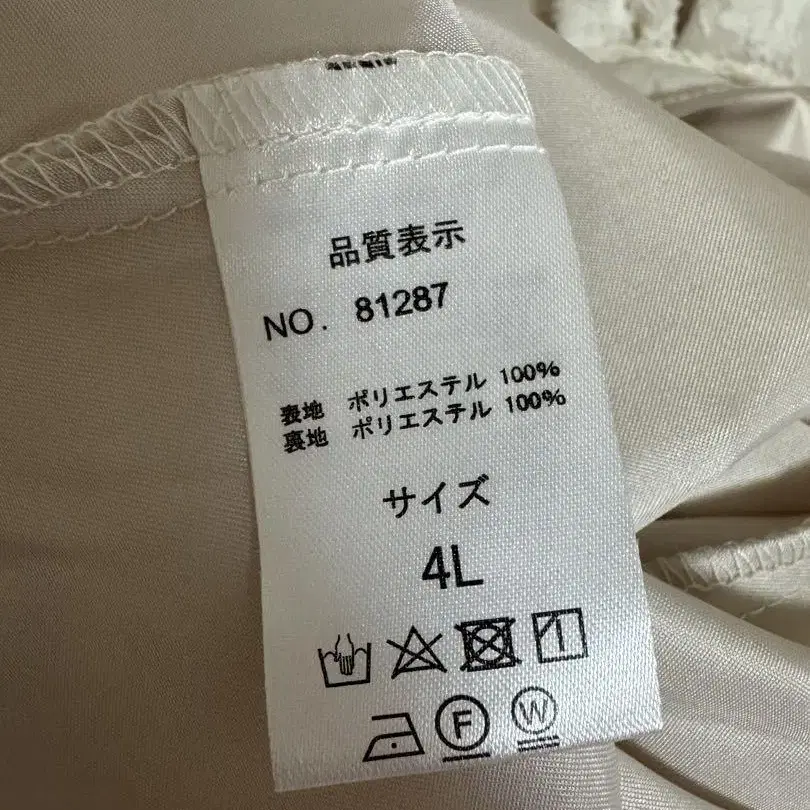 品質表示
NO. 81287
表地 ポリエステル 100%
裏地 ポリエステル 100%
サイズ
4L
F W